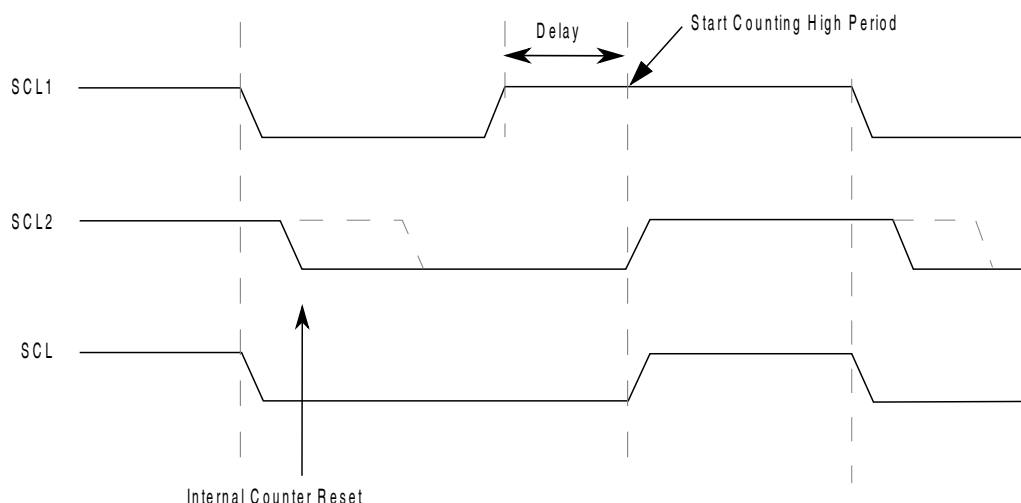 Delay
Start Counting High Period
SCL1
SCL2
SCL
Internal Counter Reset